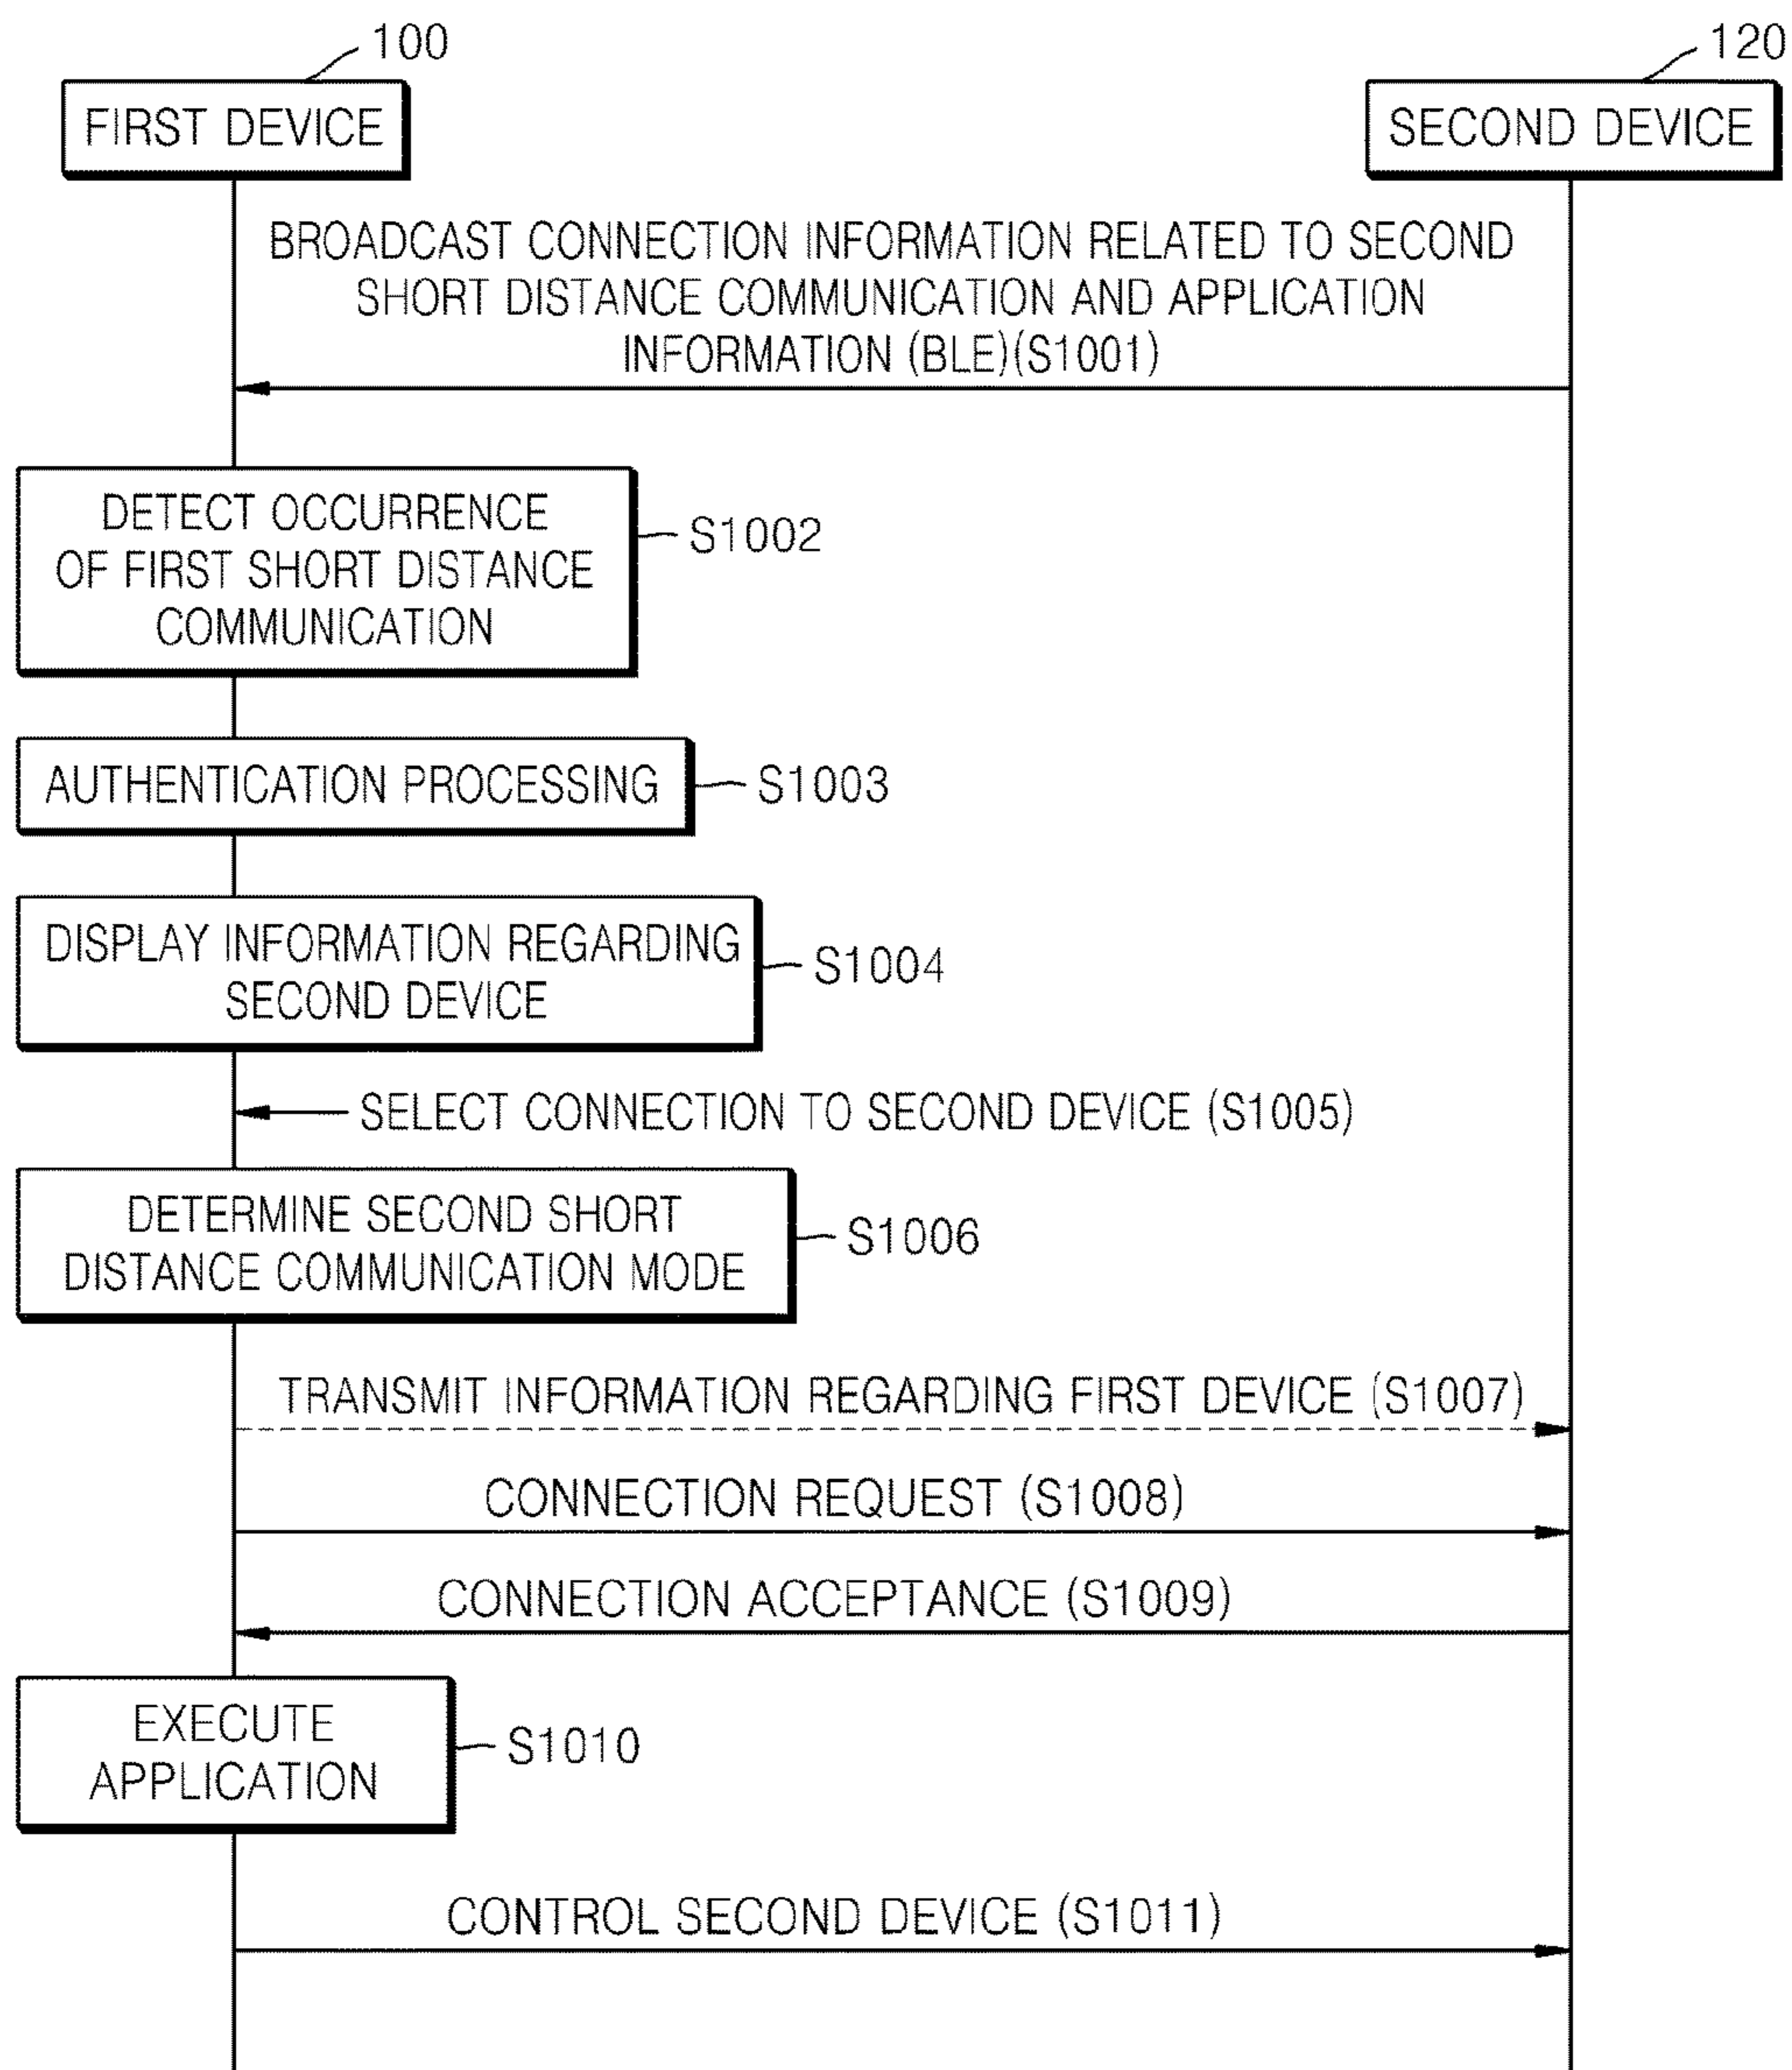 100
120
FIRST DEVICE
SECOND DEVICE
BROADCAST CONNECTION INFORMATION RELATED TO SECOND
SHORT DISTANCE COMMUNICATION AND APPLICATION
INFORMATION (BLE)(S1001)
DETECT OCCURRENCE
OF FIRST SHORT DISTANCE
COMMUNICATION
S1002
AUTHENTICATION PROCESSING
S1003
DISPLAY INFORMATION REGARDING
SECOND DEVICE
S1004
SELECT CONNECTION TO SECOND DEVICE (S1005)
DETERMINE SECOND SHORT
DISTANCE COMMUNICATION MODE
S1006
TRANSMIT INFORMATION REGARDING FIRST DEVICE (S1007)
CONNECTION REQUEST (S1008)
CONNECTION ACCEPTANCE (S1009)
EXECUTE
APPLICATION
S1010
CONTROL SECOND DEVICE (S1011)